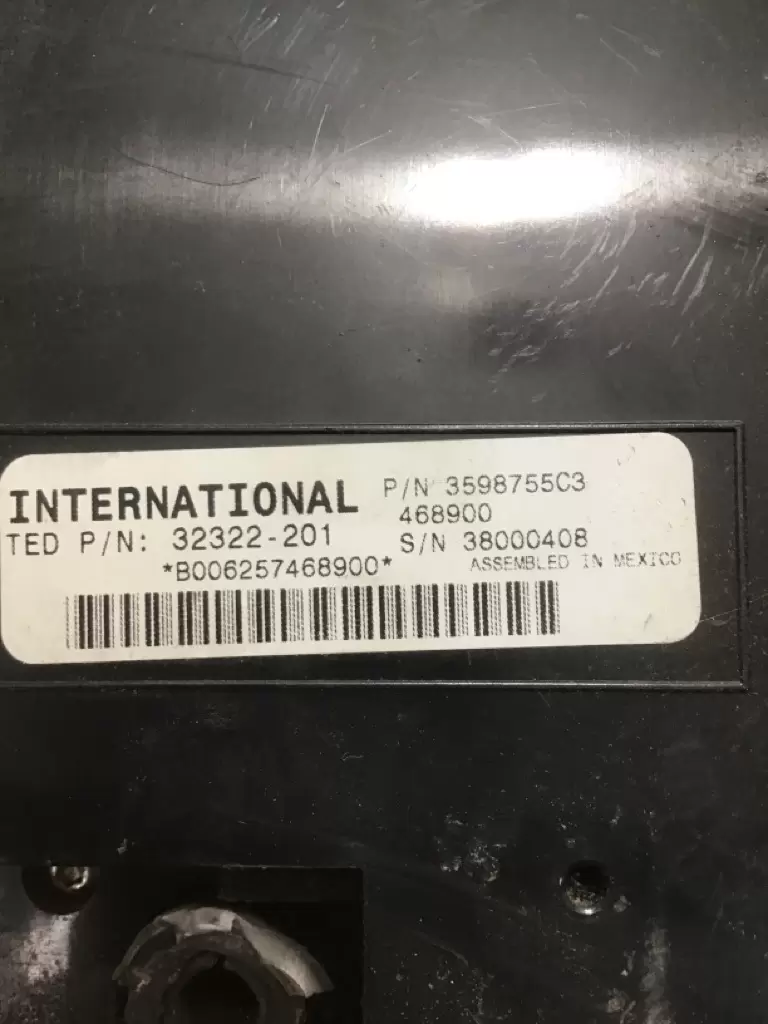 INTERNATIONAL P/N 3598755C3
468900
TED P/N: 32322-201 S/N 38000408
*B006257468900* ASSEMBLED IN MEXICO